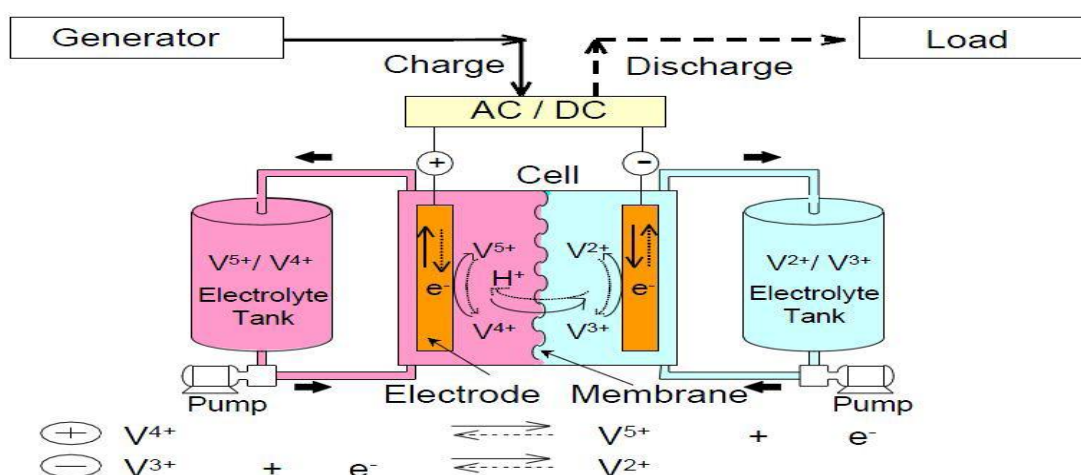 Generator
Load
Charge
Discharge
AC / DC
+
−
Cell
V⁵⁺/ V⁴⁺
Electrolyte
Tank
e⁻
V⁵⁺
H⁺
V⁴⁺
V²⁺
V³⁺
e⁻
V²⁺/ V³⁺
Electrolyte
Tank
Pump
Electrode
Membrane
Pump
+ V⁴⁺ V⁵⁺ + e⁻
− V³⁺ + e⁻ V²⁺